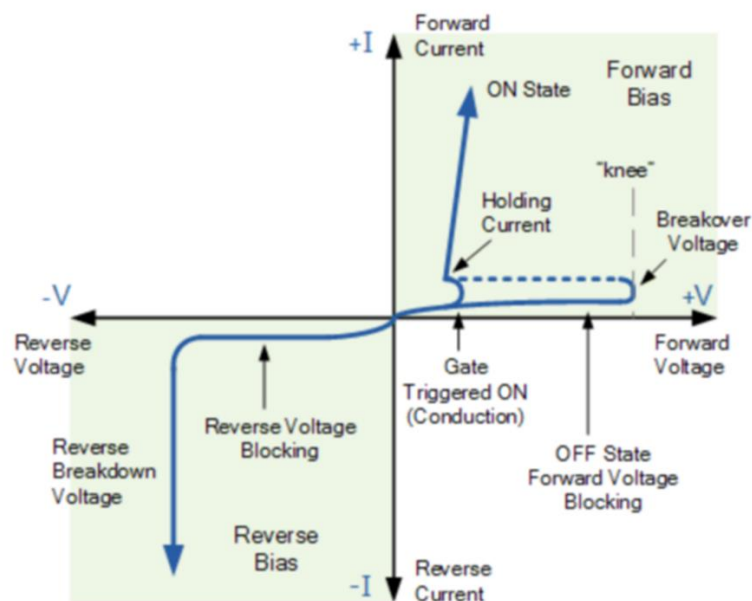 +I
Forward
Current
ON State
Forward
Bias
"knee"
Holding
Current
Breakover
Voltage
-V
+V
Reverse
Voltage
Forward
Voltage
Gate
Triggered ON
(Conduction)
Reverse Voltage
Blocking
Reverse
Breakdown
Voltage
OFF State
Forward Voltage
Blocking
Reverse
Bias
-I
Reverse
Current